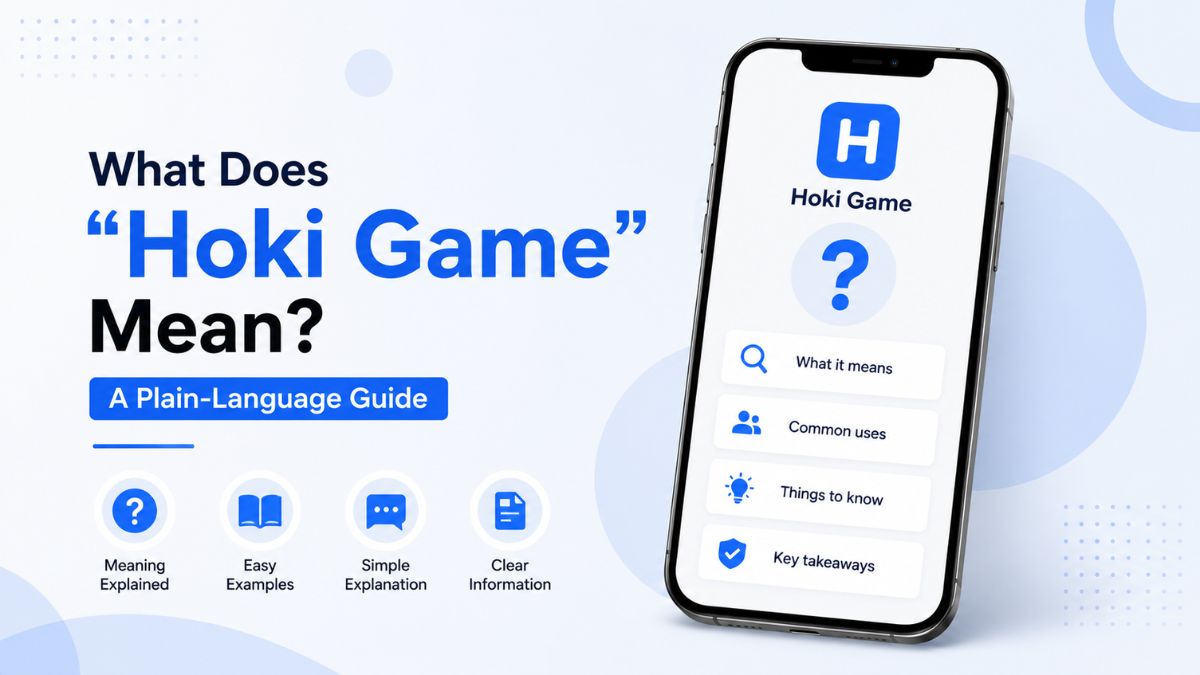 What Does
“Hoki Game”
Mean?
A Plain-Language Guide
Meaning
Explained
Easy
Examples
Simple
Explanation
Clear
Information
H
Hoki Game
?
What it means
Common uses
Things to know
Key takeaways